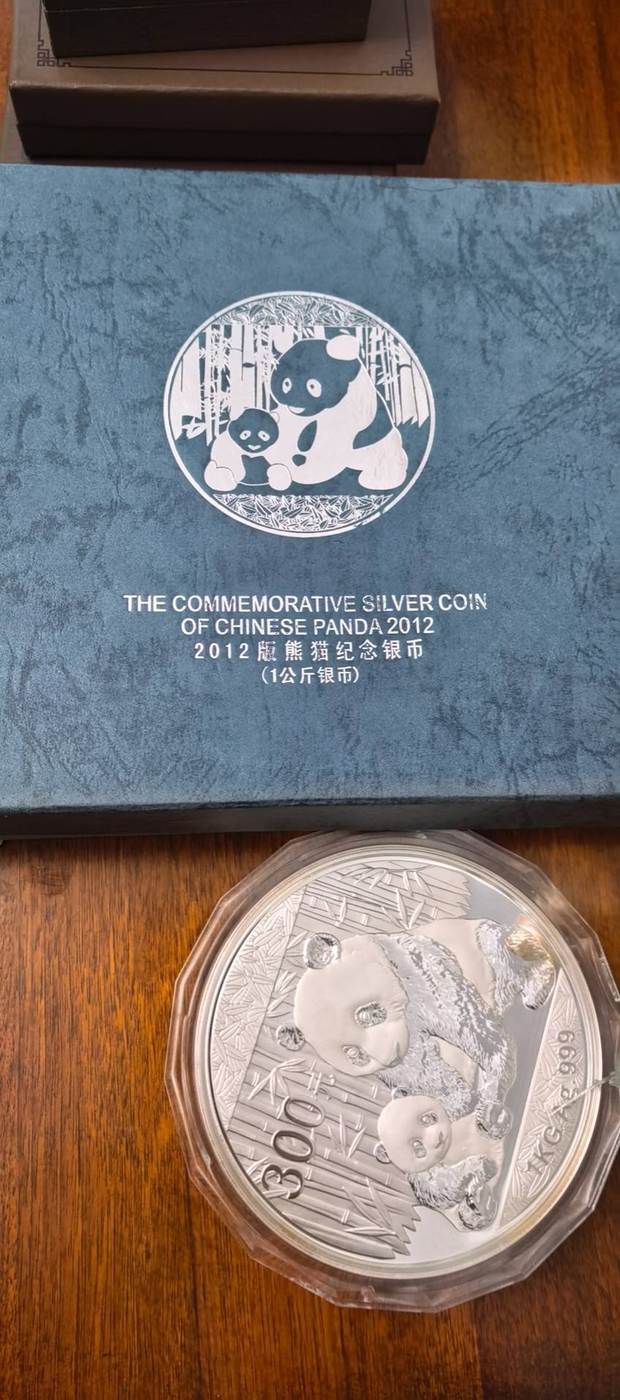 THE COMMEMORATIVE SILVER COIN
OF CHINESE PANDA 2012
2012版熊猫纪念银币
(1公斤银币)
300元
1KG Ag.999